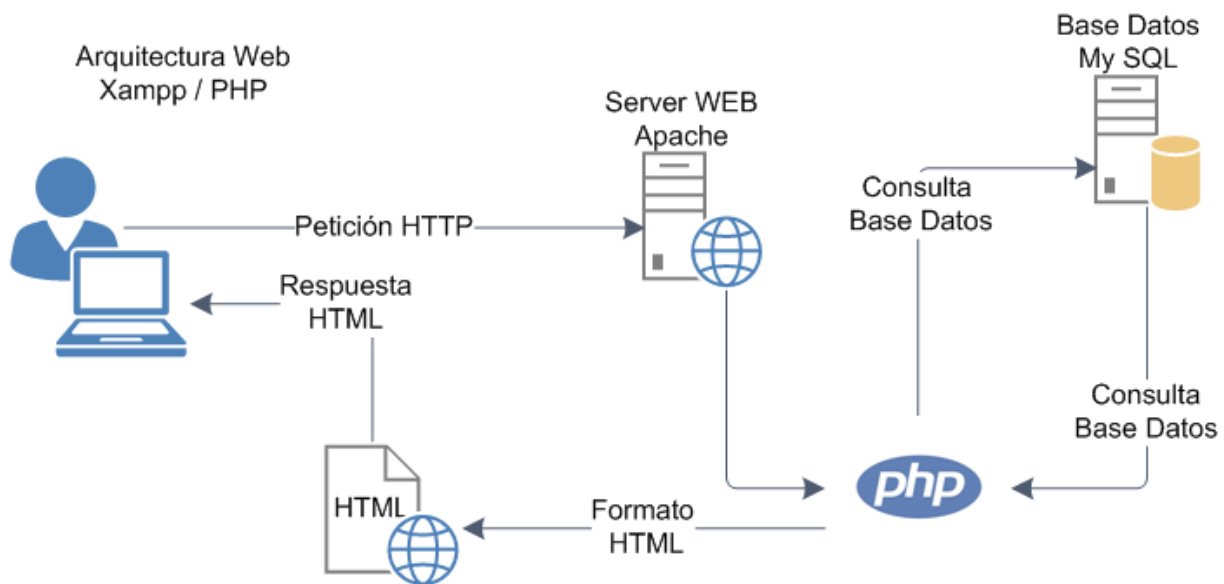 Arquitectura Web
Xampp / PHP
Base Datos
My SQL
Server WEB
Apache
Petición HTTP
Consulta
Base Datos
Respuesta
HTML
Consulta
Base Datos
php
HTML
Formato
HTML